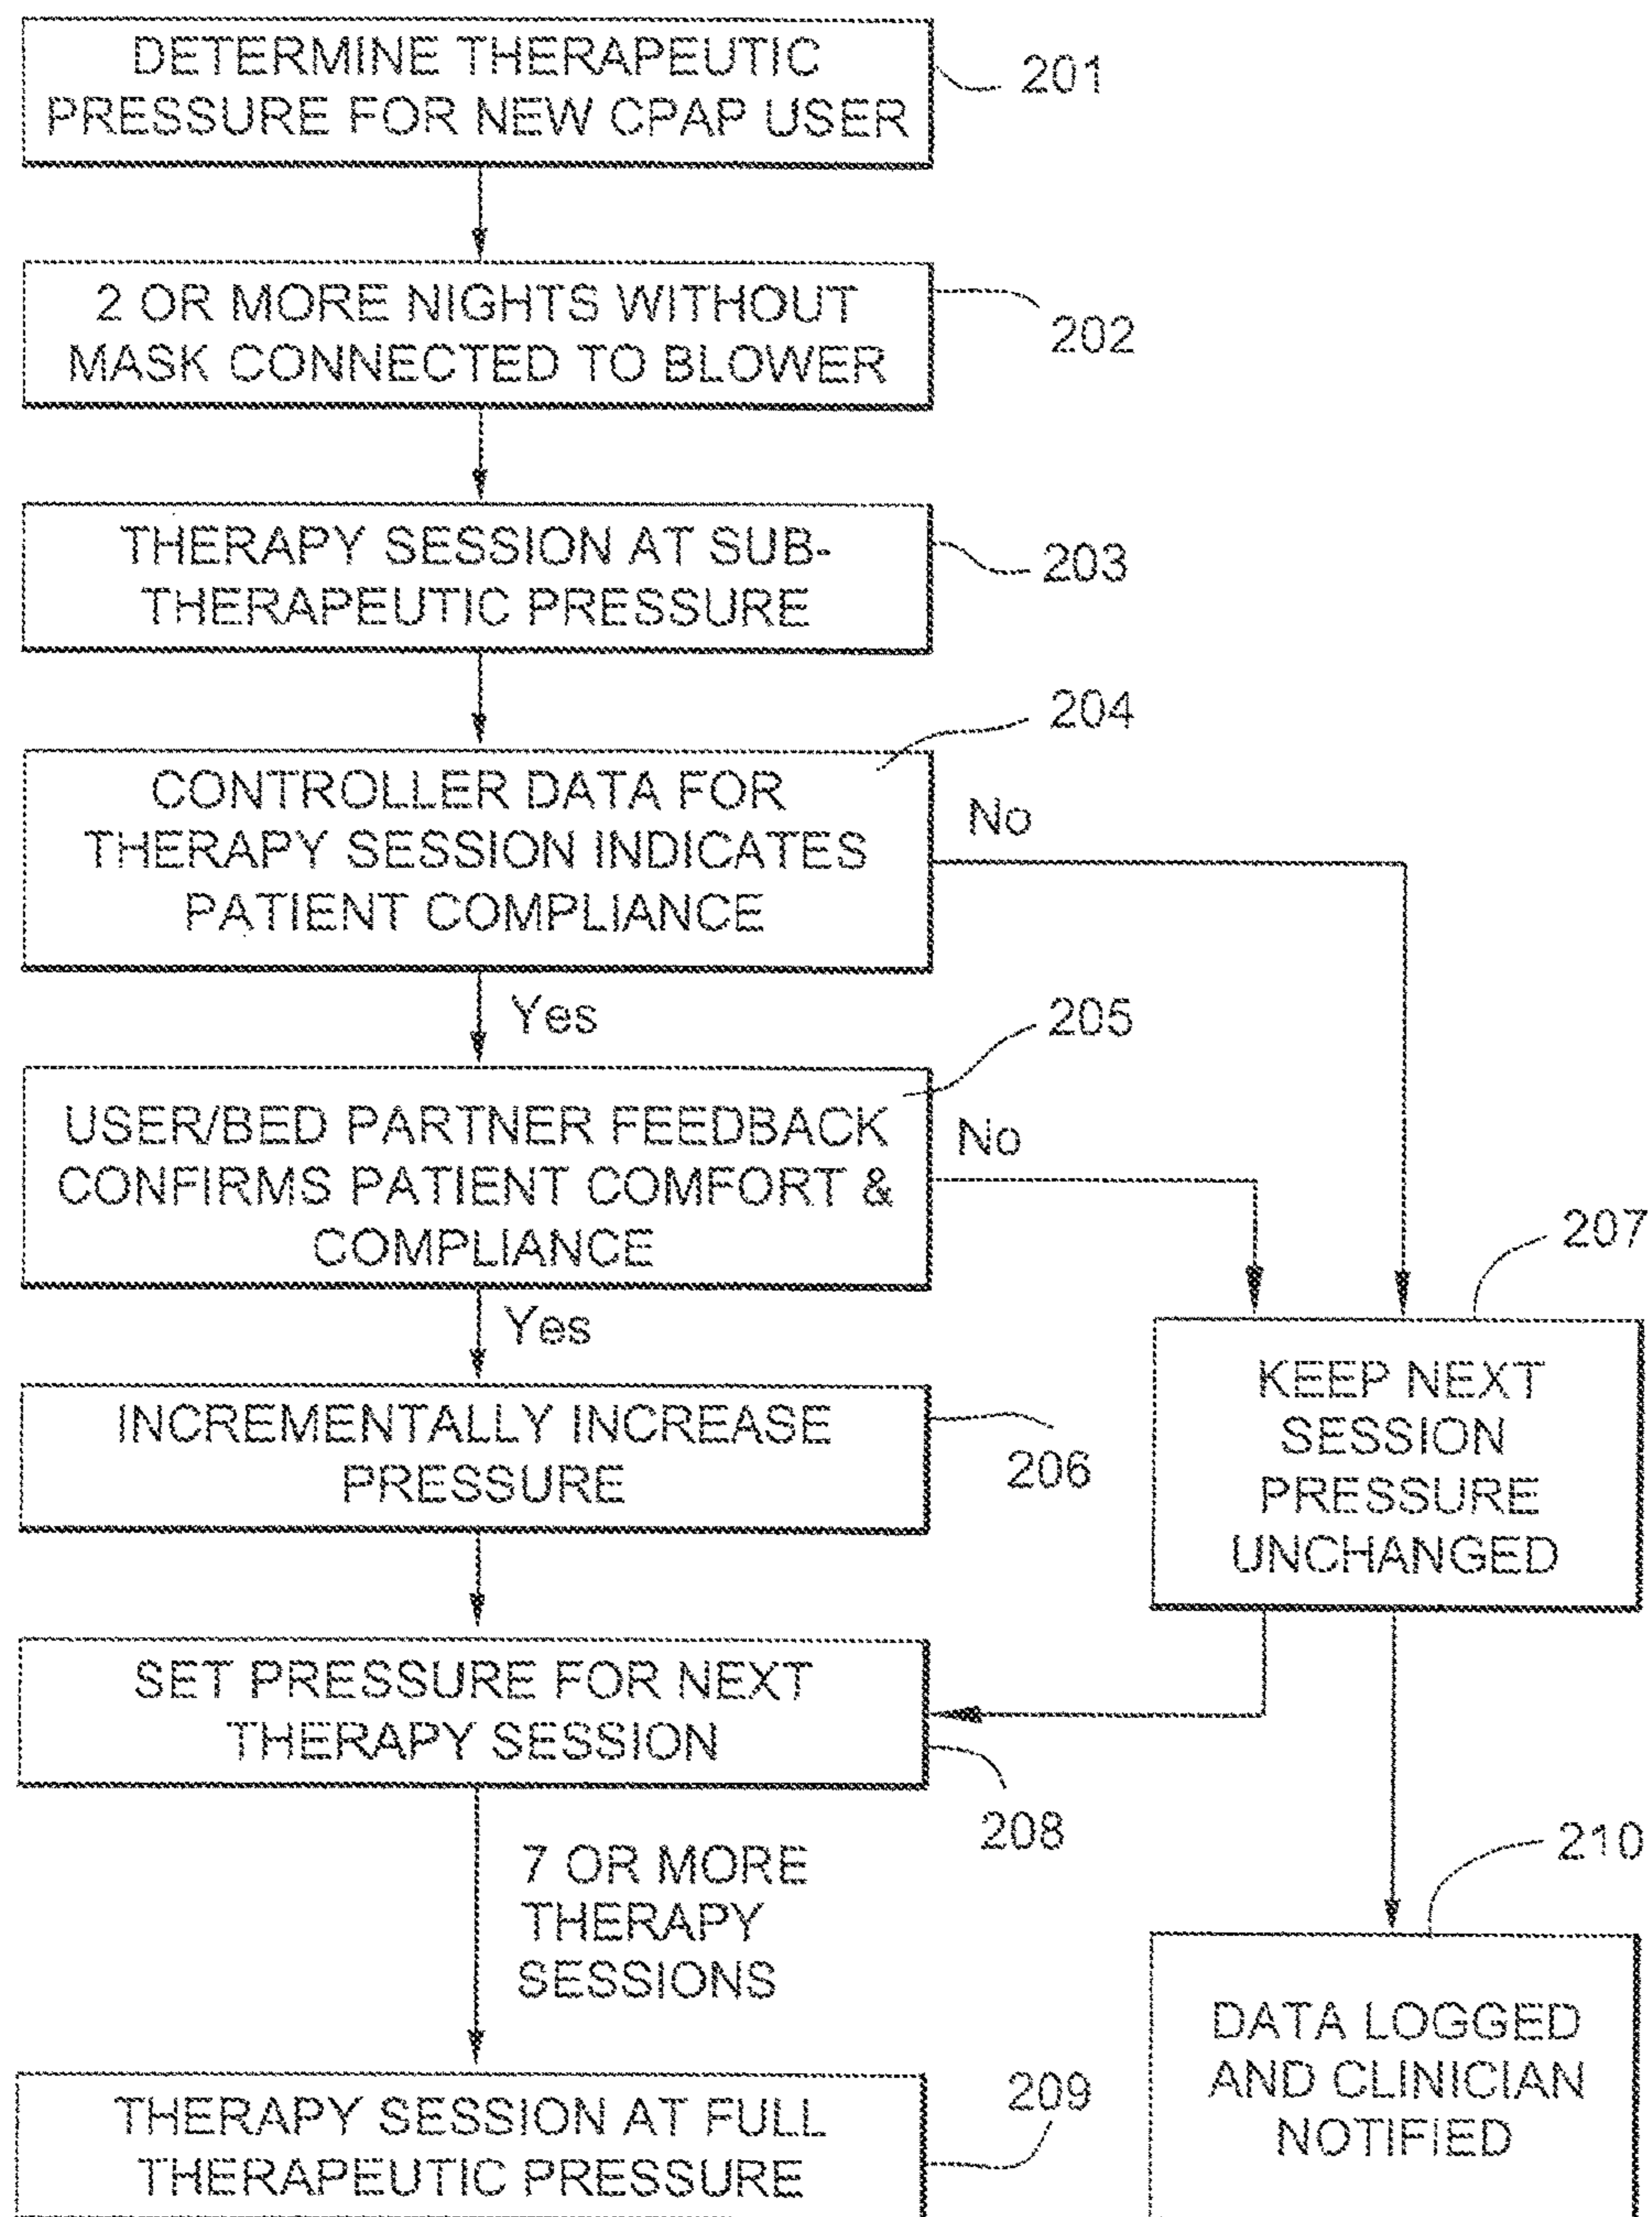 DETERMINE THERAPEUTIC
PRESSURE FOR NEW CPAP USER
201
2 OR MORE NIGHTS WITHOUT
MASK CONNECTED TO BLOWER
202
THERAPY SESSION AT SUB-
THERAPEUTIC PRESSURE
203
204
CONTROLLER DATA FOR
THERAPY SESSION INDICATES
PATIENT COMPLIANCE
No
Yes
205
USER/BED PARTNER FEEDBACK
CONFIRMS PATIENT COMFORT &
COMPLIANCE
No
Yes
207
KEEP NEXT
SESSION
PRESSURE
UNCHANGED
INCREMENTALLY INCREASE
PRESSURE
206
SET PRESSURE FOR NEXT
THERAPY SESSION
208
7 OR MORE
THERAPY
SESSIONS
210
DATA LOGGED
AND CLINICIAN
NOTIFIED
THERAPY SESSION AT FULL
THERAPEUTIC PRESSURE
209